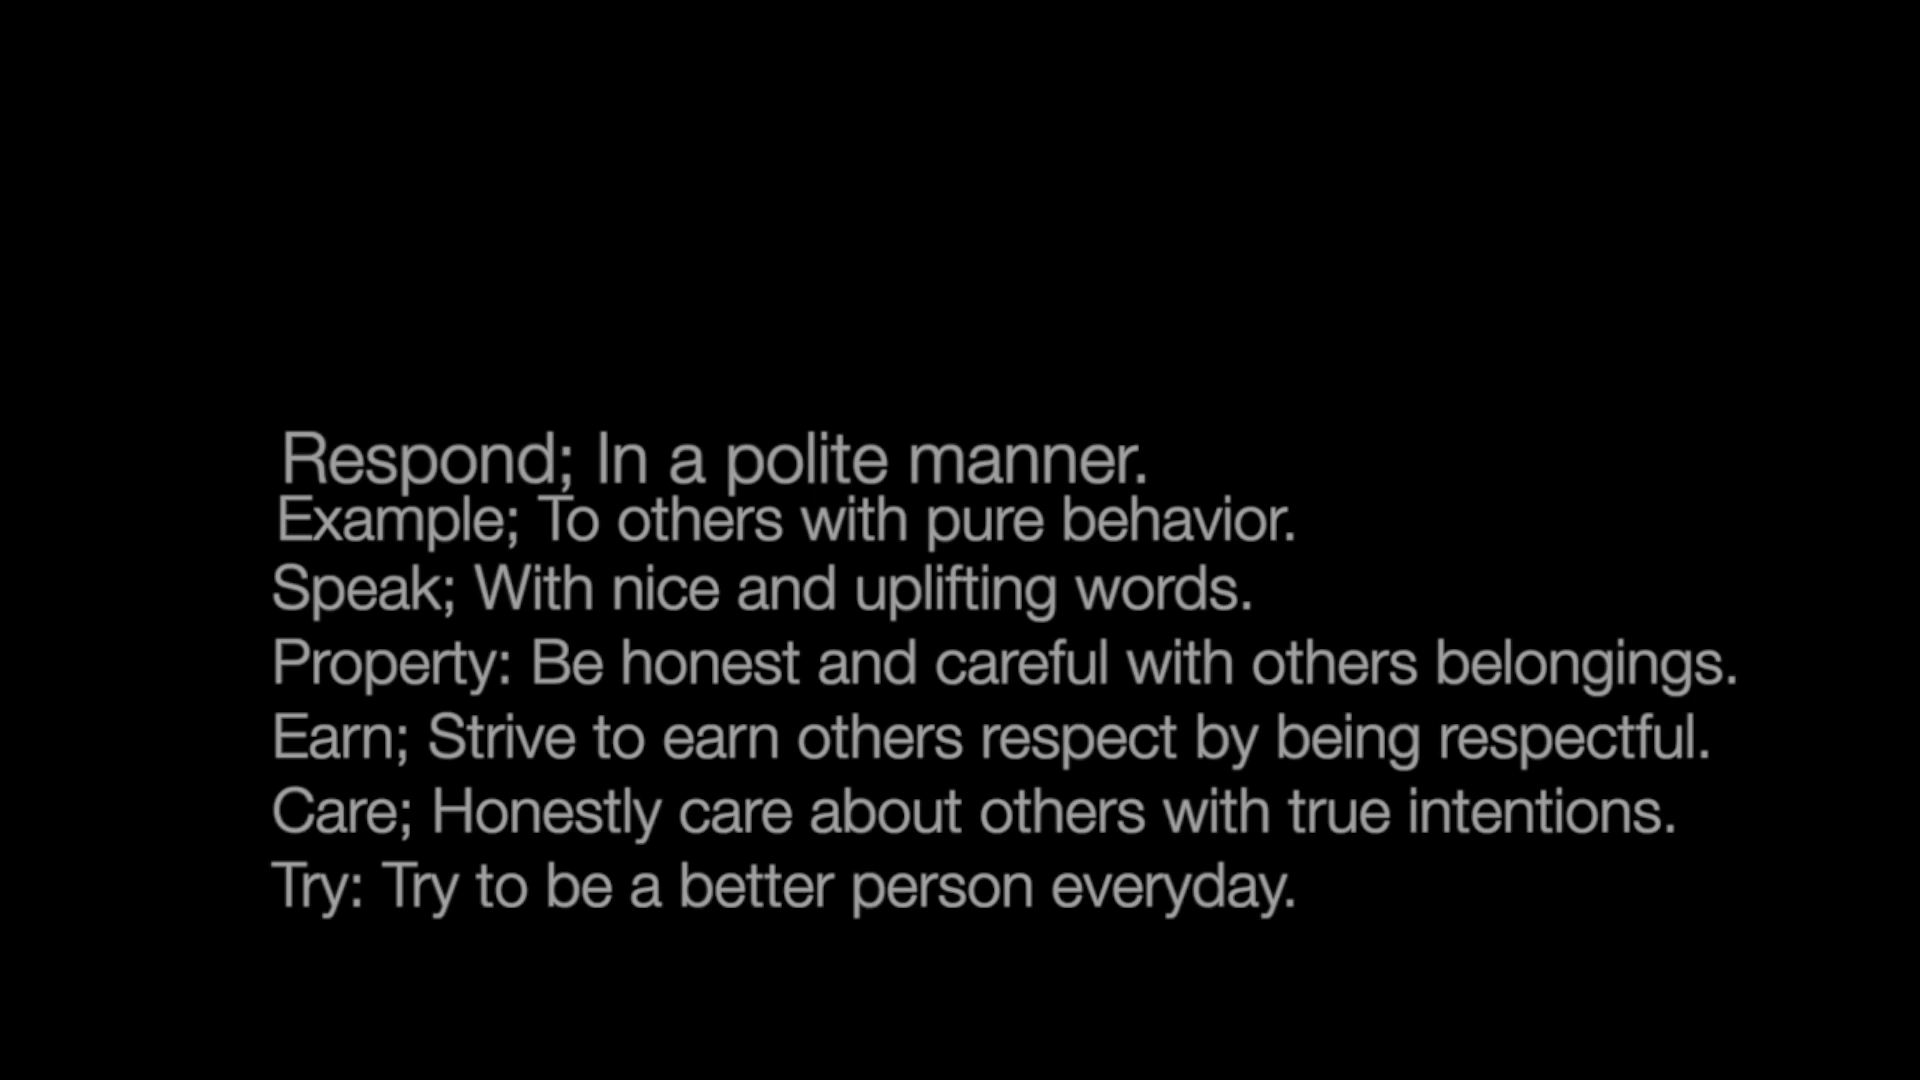 Respond; In a polite manner.
Example; To others with pure behavior.
Speak; With nice and uplifting words.
Property: Be honest and careful with others belongings.
Earn; Strive to earn others respect by being respectful.
Care; Honestly care about others with true intentions.
Try: Try to be a better person everyday.